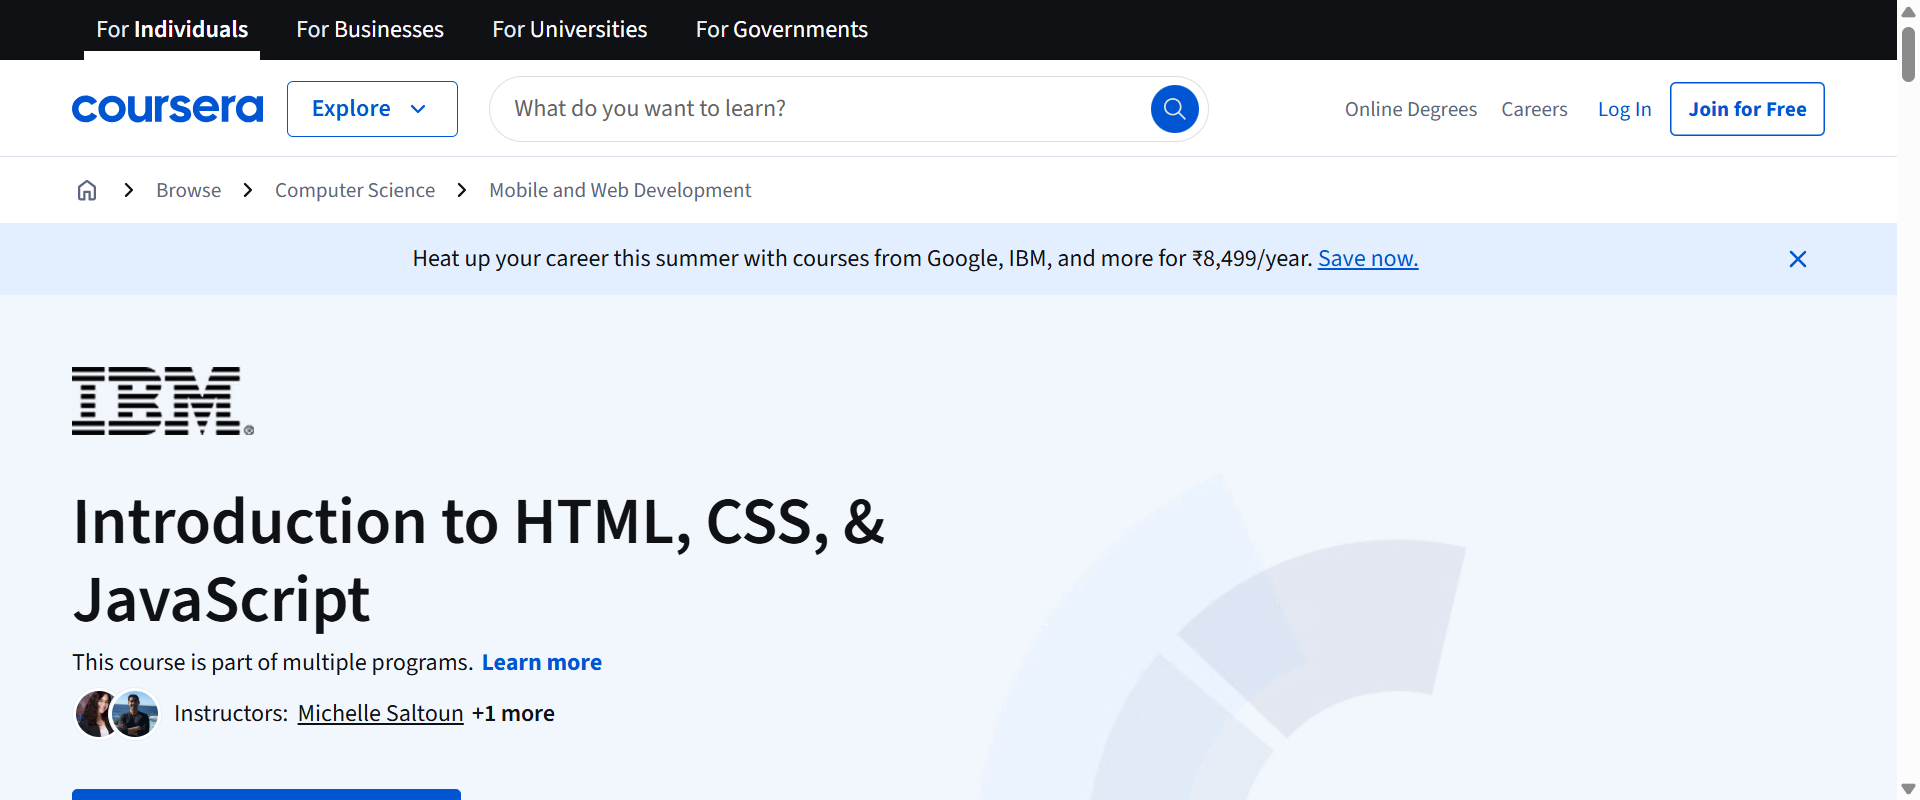 For Individuals For Businesses For Universities For Governments
coursera Explore What do you want to learn? Online Degrees Careers Log In Join for Free
Browse Computer Science Mobile and Web Development
Heat up your career this summer with courses from Google, IBM, and more for ₹8,499/year. Save now.
IBM®
Introduction to HTML, CSS, &
JavaScript
This course is part of multiple programs. Learn more
Instructors: Michelle Saltoun +1 more